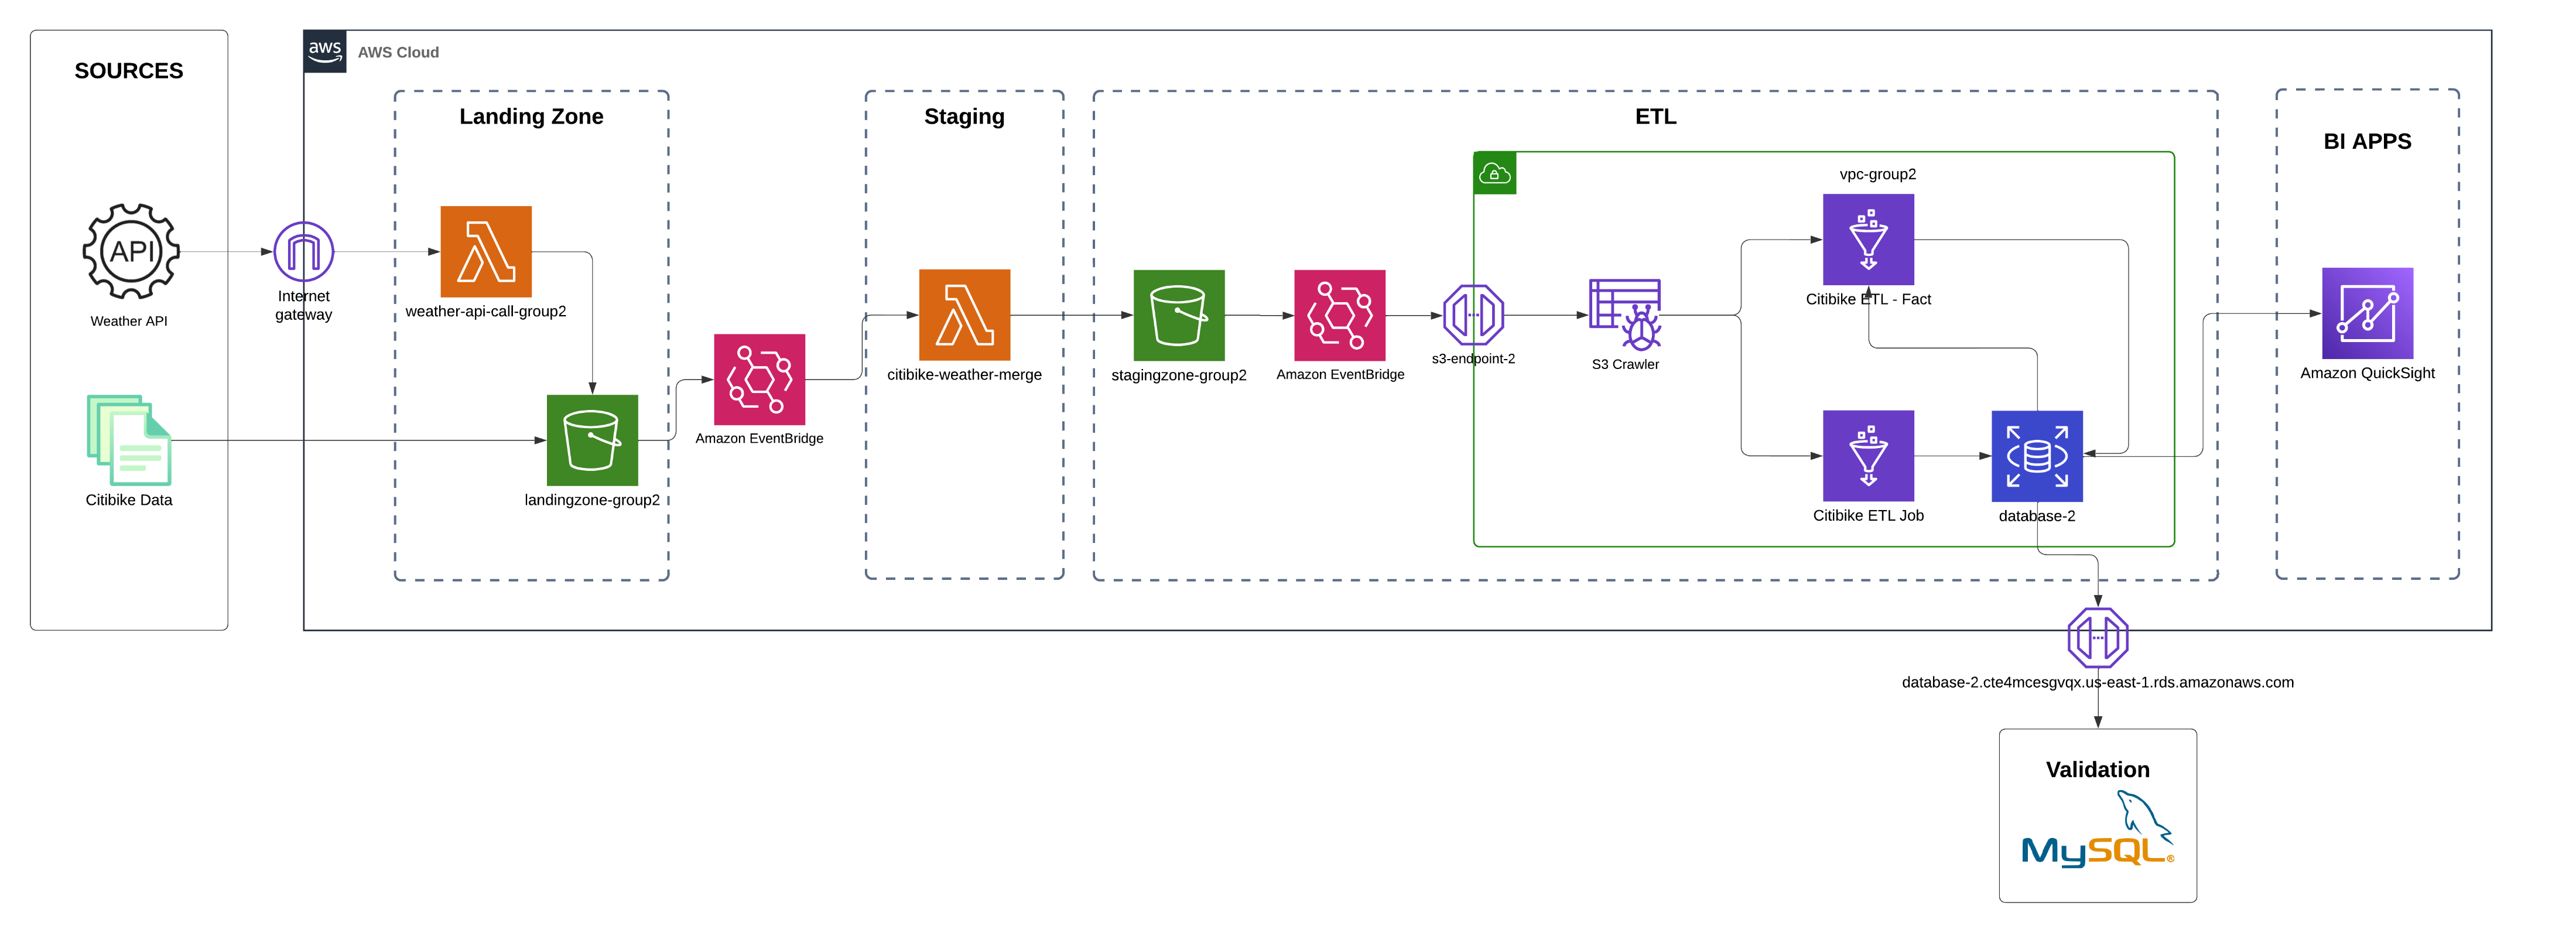 SOURCES
aws
AWS Cloud
Landing Zone
Staging
ETL
BI APPS
vpc-group2
API
Weather API
Internet
gateway
weather-api-call-group2
Citibike ETL - Fact
citibike-weather-merge
stagingzone-group2
Amazon EventBridge
s3-endpoint-2
S3 Crawler
Amazon QuickSight
Amazon EventBridge
Citibike Data
landingzone-group2
Citibike ETL Job
database-2
database-2.cte4mcesgvqx.us-east-1.rds.amazonaws.com
Validation
MySQL®